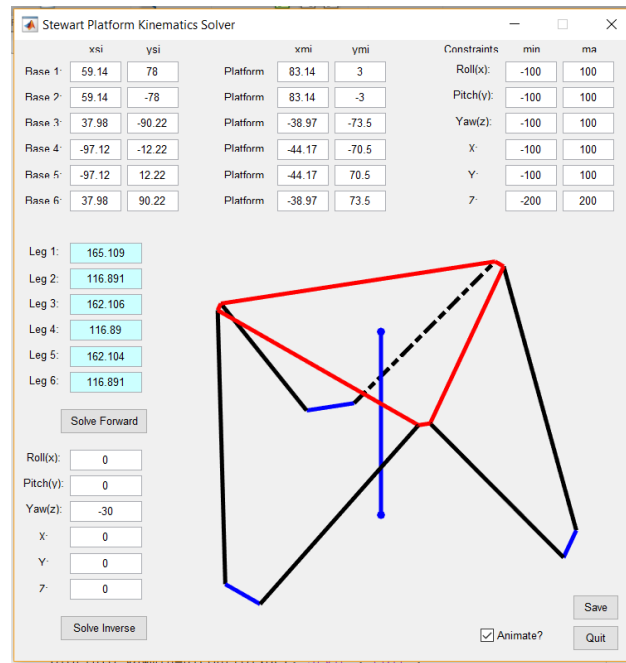 Stewart Platform Kinematics Solver
xsi ysi xmi ymi Constraints min ma
Base 1: 59.14 78 Platform 83.14 3 Roll(x): -100 100
Base 2: 59.14 -78 Platform 83.14 -3 Pitch(y): -100 100
Base 3: 37.98 -90.22 Platform -38.97 -73.5 Yaw(z): -100 100
Base 4: -97.12 -12.22 Platform -44.17 -70.5 X: -100 100
Base 5: -97.12 12.22 Platform -44.17 70.5 Y: -100 100
Base 6: 37.98 90.22 Platform -38.97 73.5 Z: -200 200
Leg 1: 165.109
Leg 2: 116.891
Leg 3: 162.106
Leg 4: 116.89
Leg 5: 162.104
Leg 6: 116.891
Solve Forward
Roll(x): 0
Pitch(y): 0
Yaw(z): -30
X: 0
Y: 0
Z: 0
Solve Inverse
Save
Animate?
Quit